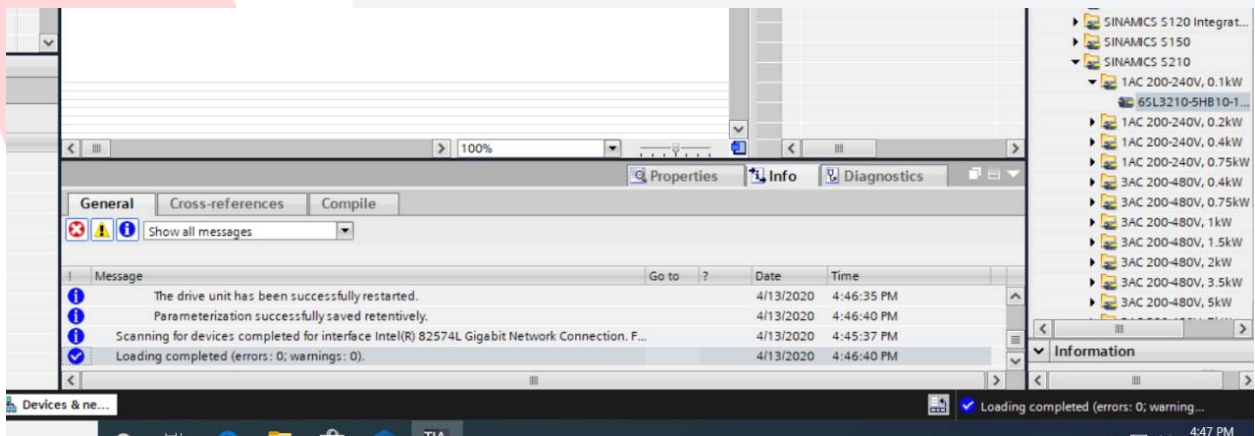 SINAMICS S120 Integrat...
SINAMICS S150
SINAMICS S210
1AC 200-240V, 0.1kW
6SL3210-5HB10-1...
1AC 200-240V, 0.2kW
1AC 200-240V, 0.4kW
1AC 200-240V, 0.75kW
3AC 200-480V, 0.4kW
3AC 200-480V, 0.75kW
3AC 200-480V, 1kW
3AC 200-480V, 1.5kW
3AC 200-480V, 2kW
3AC 200-480V, 3.5kW
3AC 200-480V, 5kW
Information
100%
Properties Info Diagnostics
General Cross-references Compile
Show all messages
! Message Go to ? Date Time
The drive unit has been successfully restarted. 4/13/2020 4:46:35 PM
Parameterization successfully saved retentively. 4/13/2020 4:46:40 PM
Scanning for devices completed for interface Intel(R) 82574L Gigabit Network Connection. F... 4/13/2020 4:45:37 PM
Loading completed (errors: 0; warnings: 0). 4/13/2020 4:46:40 PM
Devices & ne...
Loading completed (errors: 0; warning...
TIA
4:47 PM